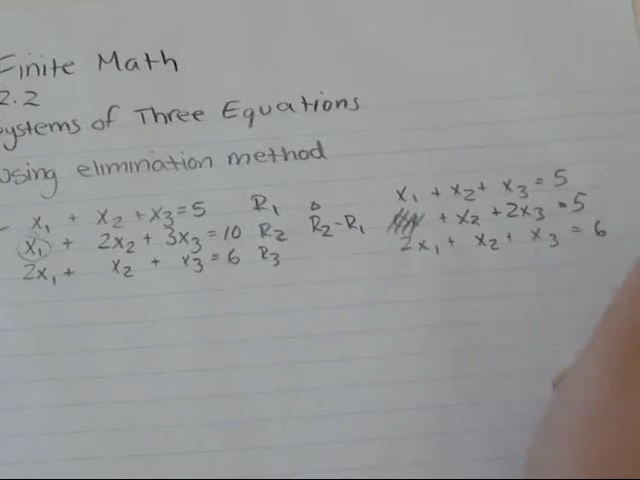 Finite Math
2.2
Systems of Three Equations
using elimination method
x₁ + x₂ + x₃ = 5 R₁ x₁ + x₂ + x₃ = 5
x₁ + 2x₂ + 3x₃ = 10 R₂ R₂-R₁ + x₂ + 2x₃ = 5
2x₁ + x₂ + x₃ = 6 R₃ 2x₁ + x₂ + x₃ = 6